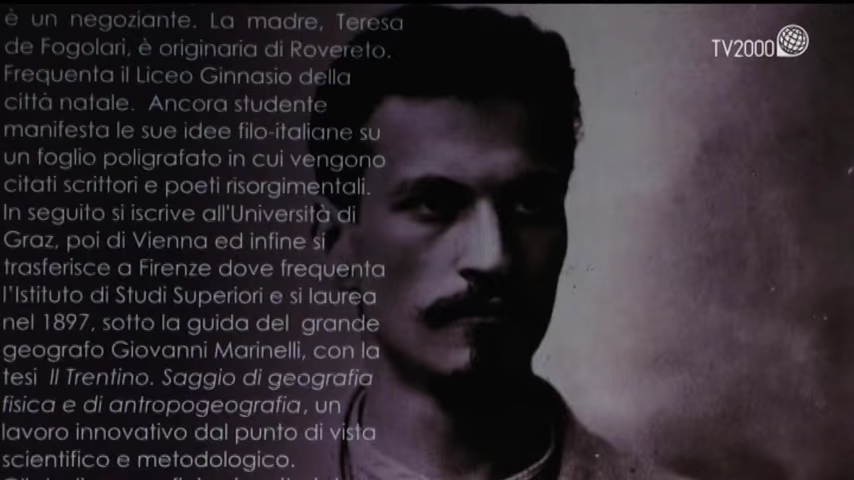 è un negoziante. La madre, Teresa
de Fogolari, è originaria di Rovereto.
Frequenta il Liceo Ginnasio della
città natale. Ancora studente
manifesta le sue idee filo-italiane su
un foglio poligrafato in cui vengono
citati scrittori e poeti risorgimentali.
In seguito si iscrive all'Università di
Graz, poi di Vienna ed infine si
trasferisce a Firenze dove frequenta
l'Istituto di Studi Superiori e si laurea
nel 1897, sotto la guida del grande
geografo Giovanni Marinelli, con la
tesi Il Trentino. Saggio di geografia
fisica e di antropogeografia, un
lavoro innovativo dal punto di vista
scientifico e metodologico.
TV2000